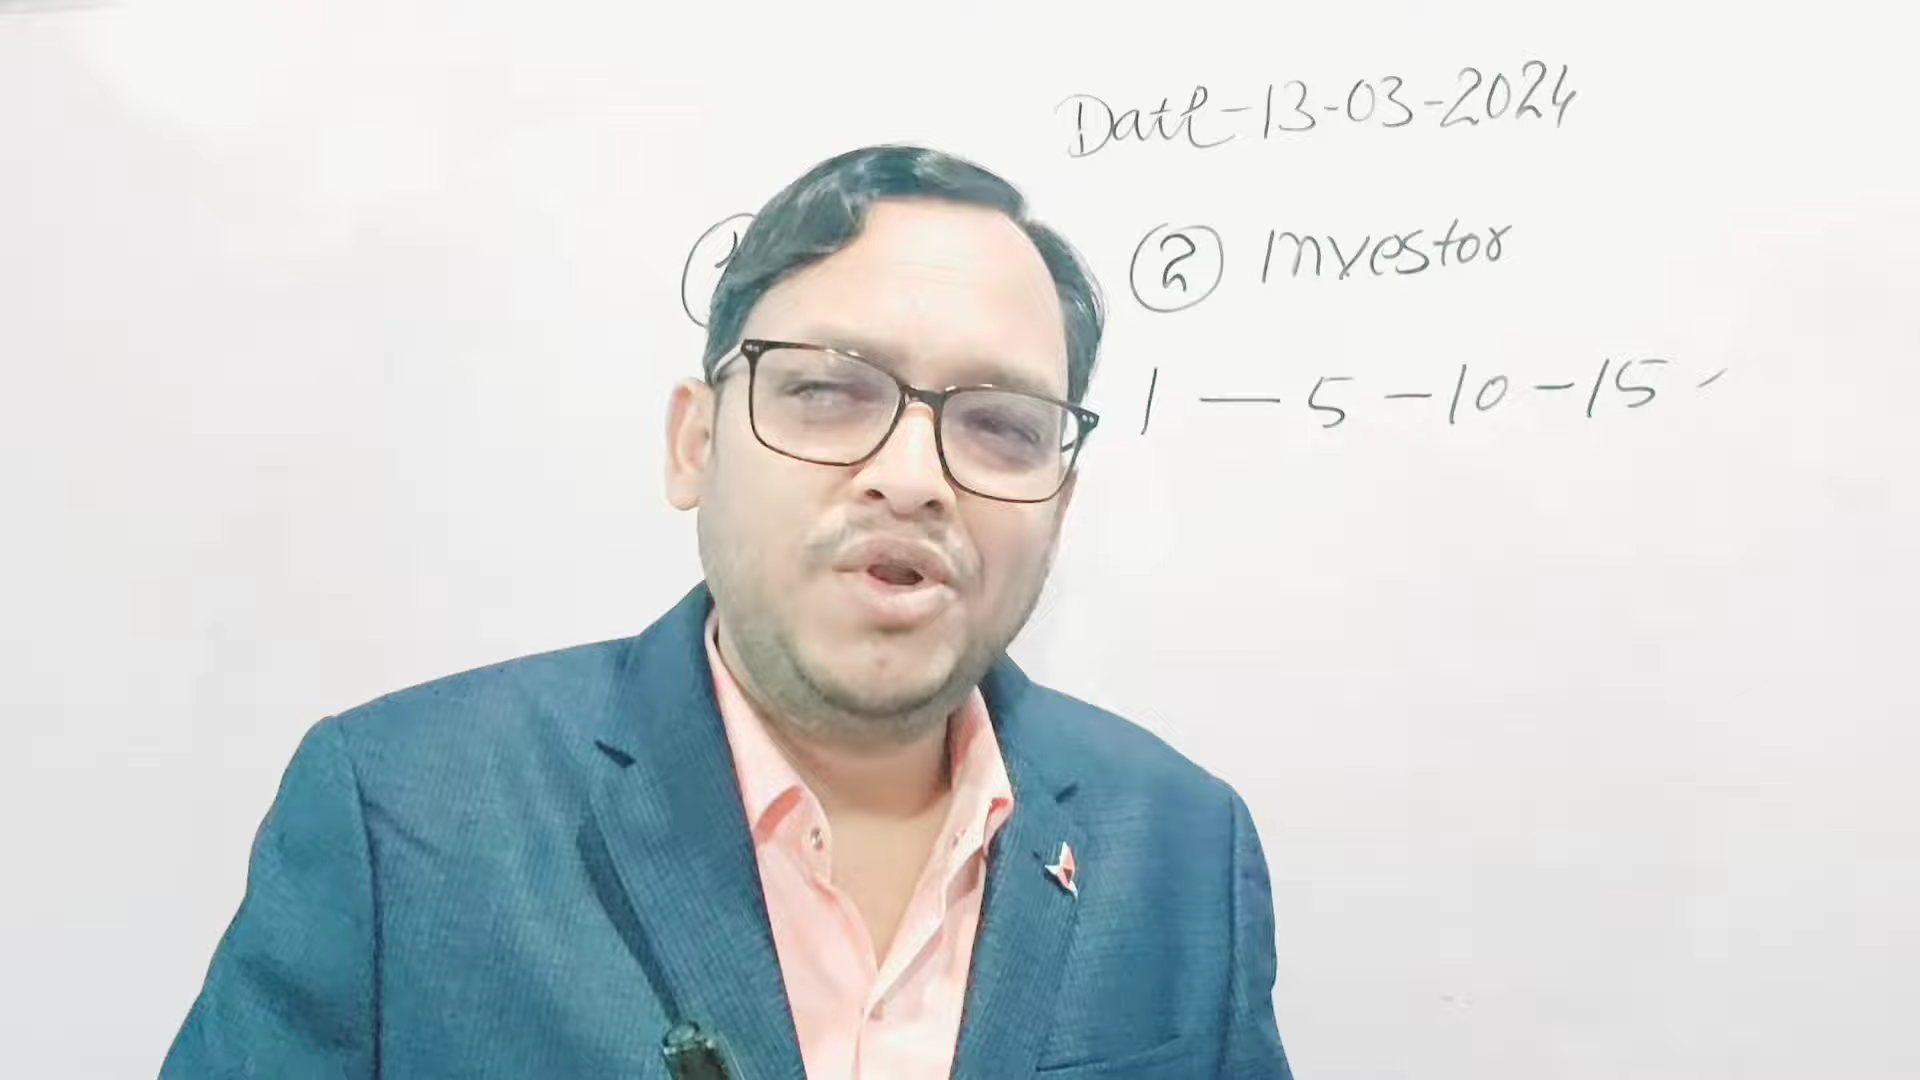 Date-13-03-2024
② Investor
1 — 5 - 10 - 15 -